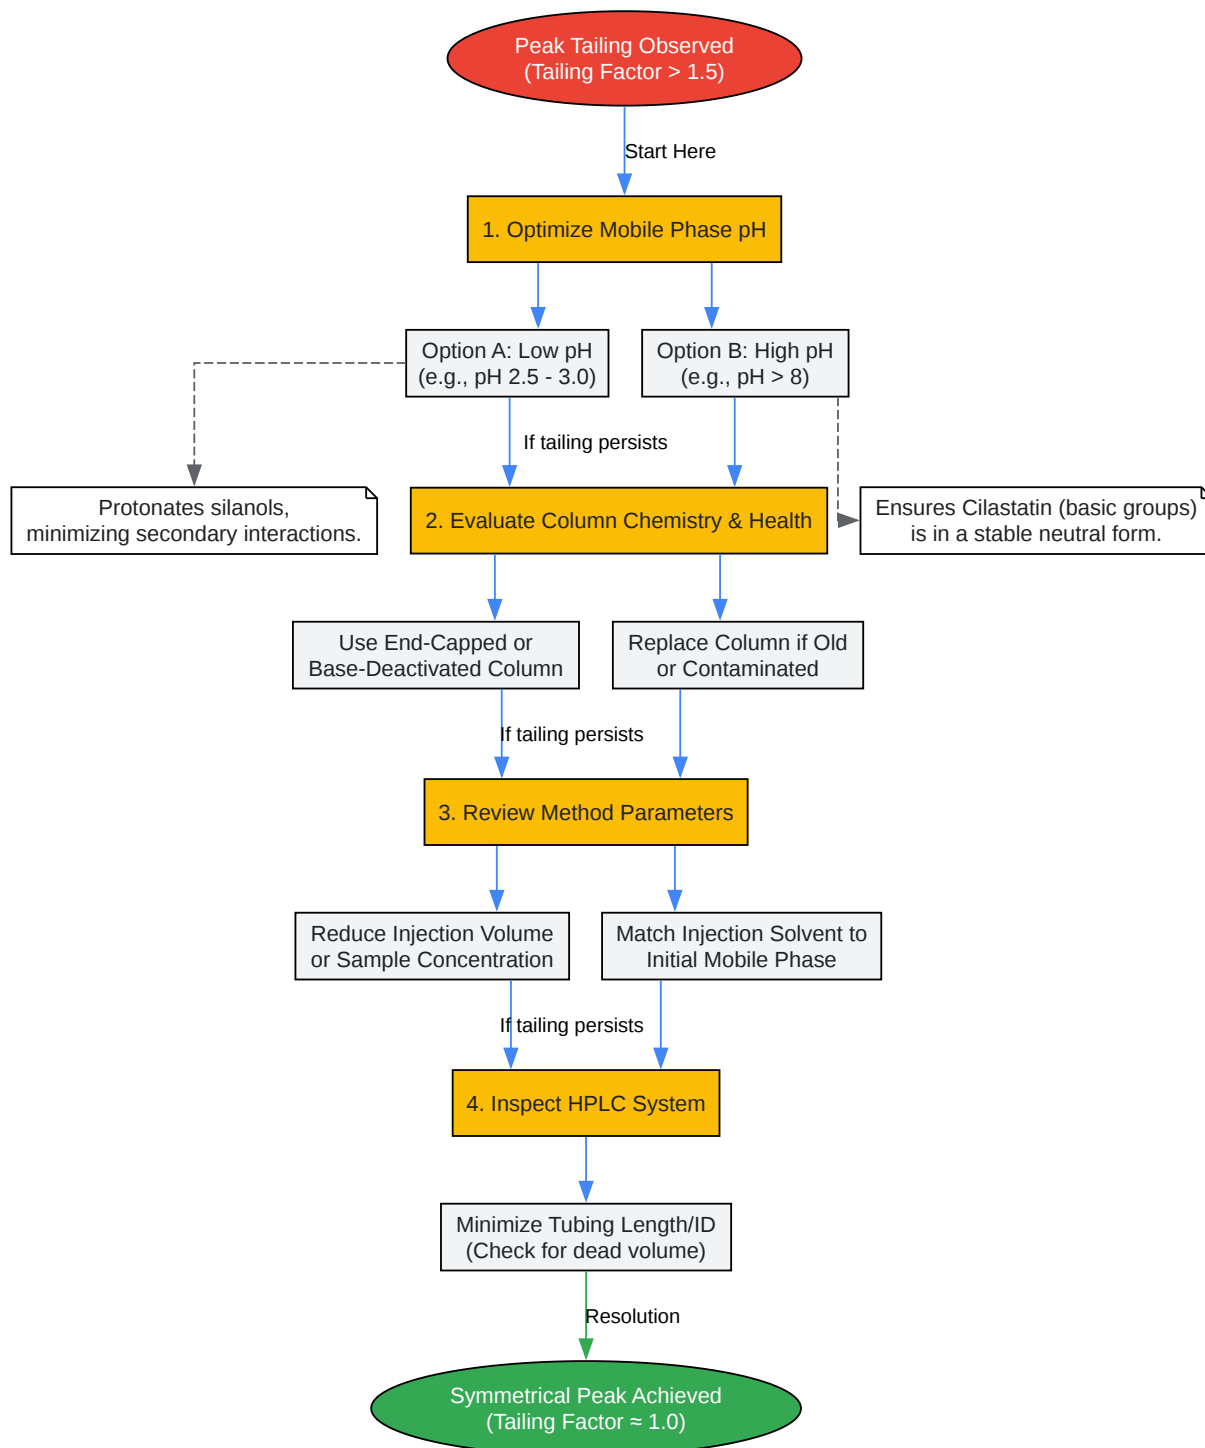 Peak Tailing Observed
(Tailing Factor > 1.5)
Start Here
1. Optimize Mobile Phase pH
Option A: Low pH
(e.g., pH 2.5 - 3.0)
Option B: High pH
(e.g., pH > 8)
If tailing persists
Protonates silanols,
minimizing secondary interactions.
2. Evaluate Column Chemistry & Health
Ensures Cilastatin (basic groups)
is in a stable neutral form.
Use End-Capped or
Base-Deactivated Column
Replace Column if Old
or Contaminated
If tailing persists
3. Review Method Parameters
Reduce Injection Volume
or Sample Concentration
Match Injection Solvent to
Initial Mobile Phase
If tailing persists
4. Inspect HPLC System
Minimize Tubing Length/ID
(Check for dead volume)
Resolution
Symmetrical Peak Achieved
(Tailing Factor ≈ 1.0)